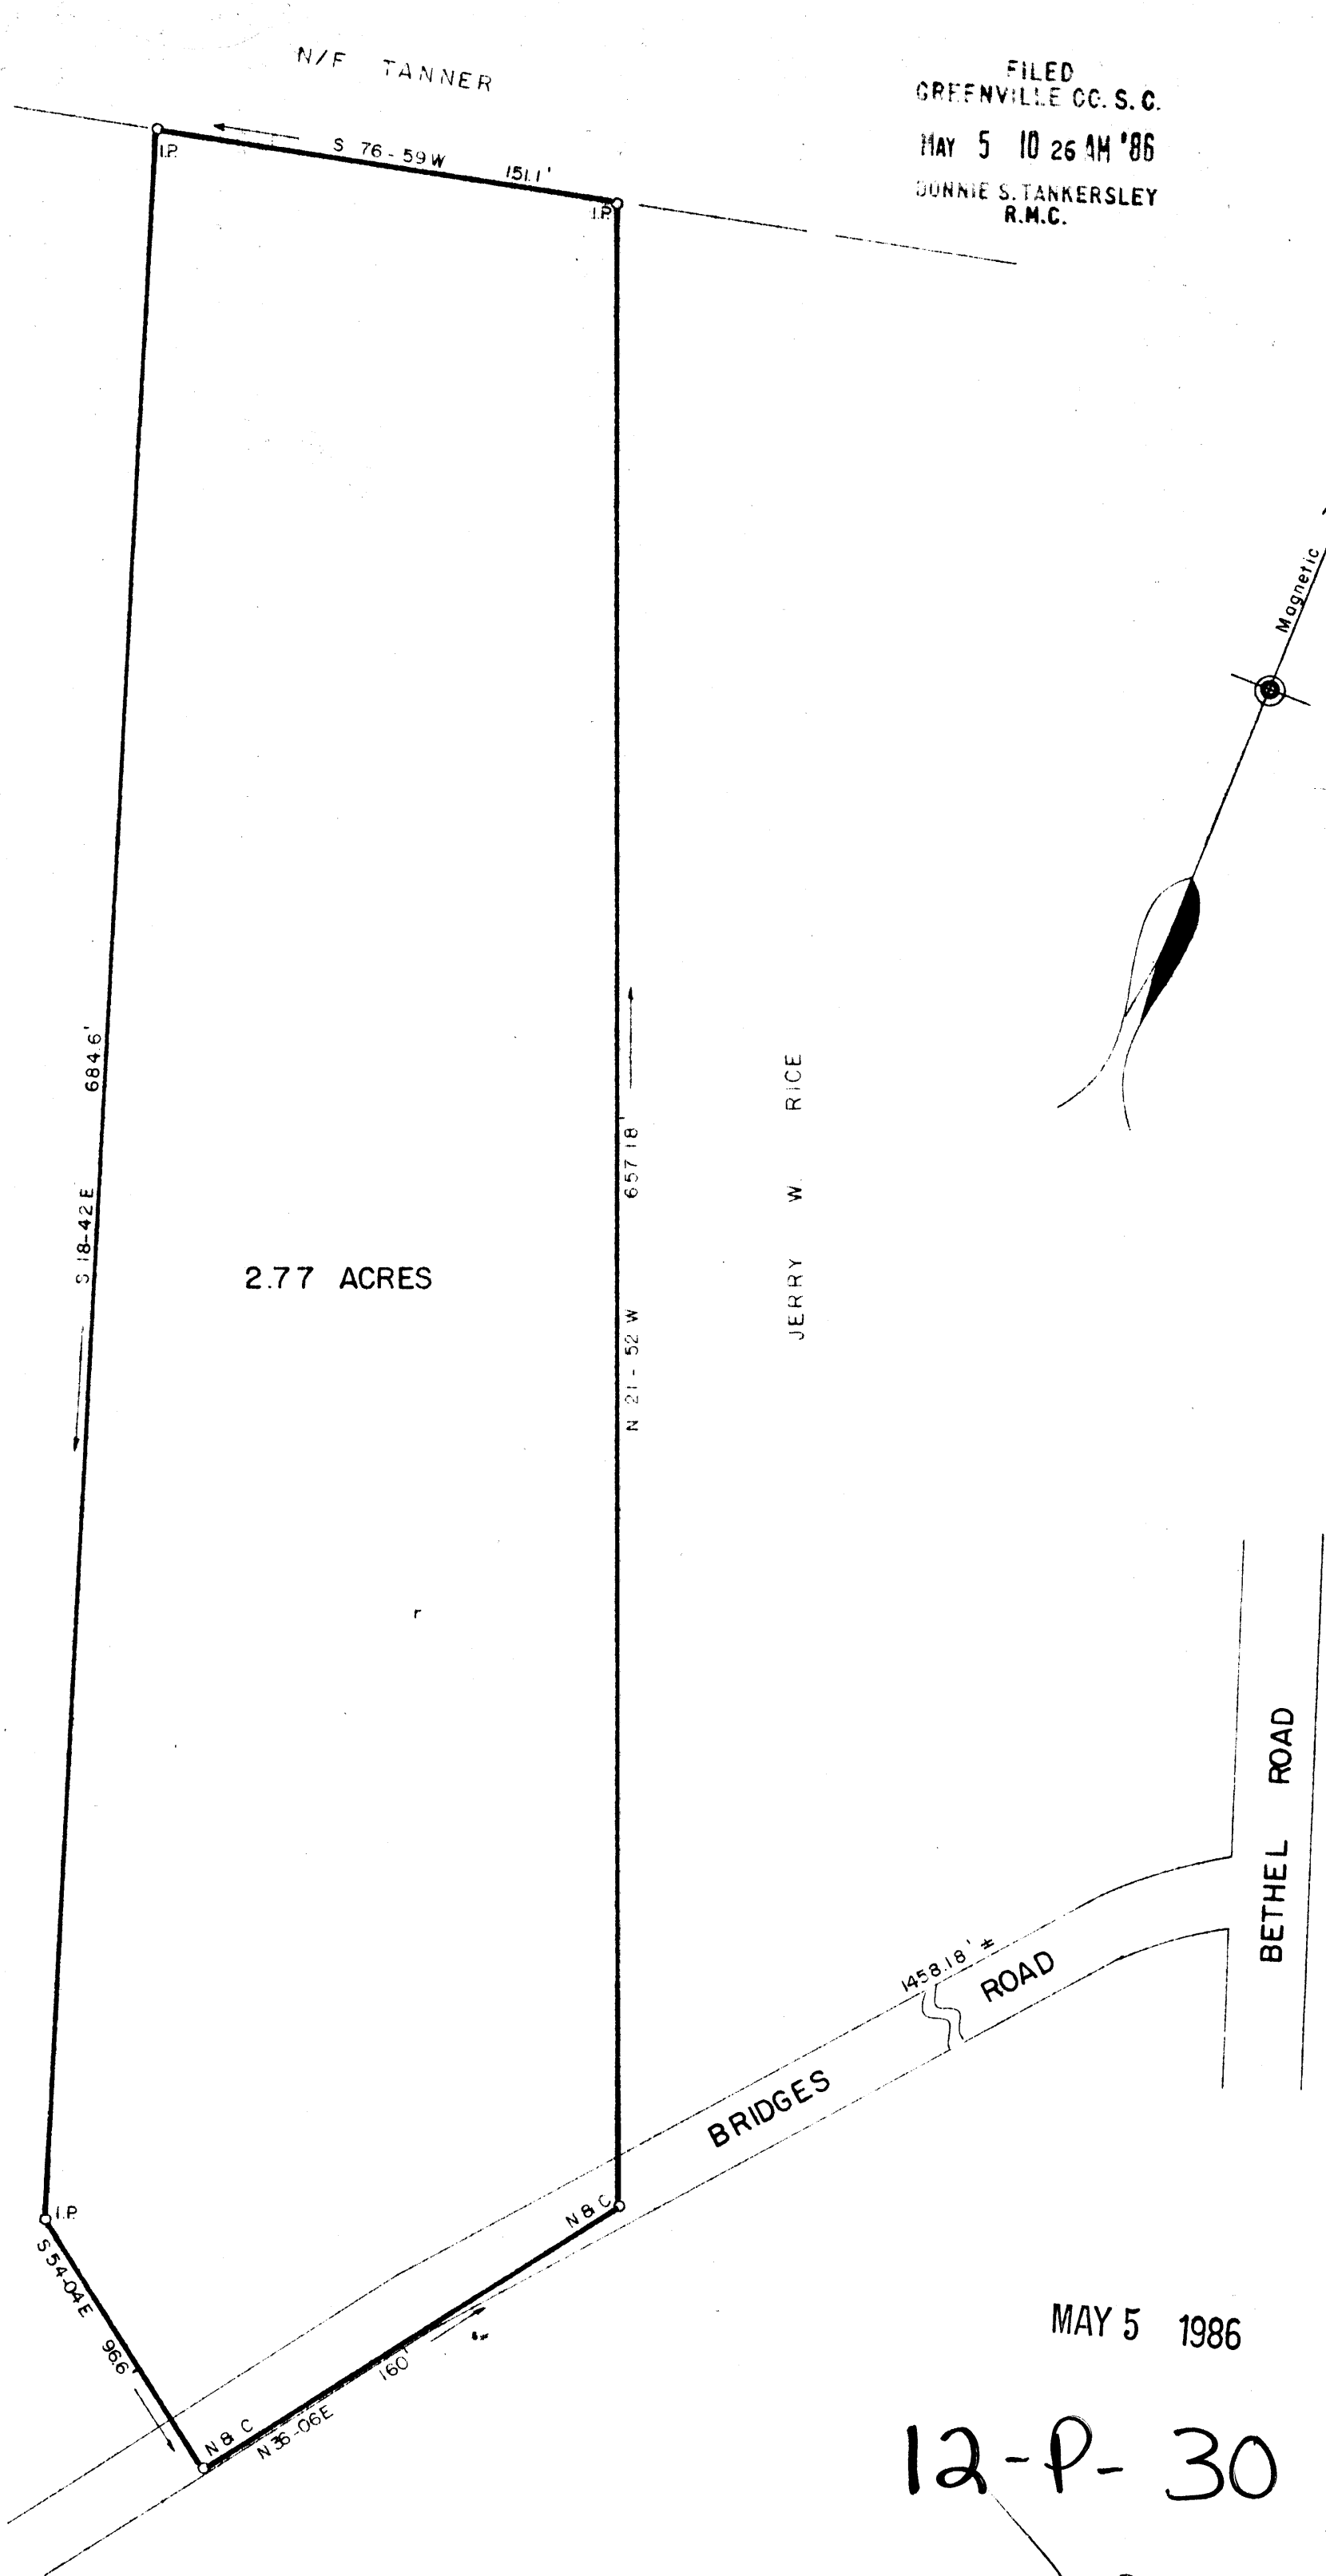 N/F TANNER
FILED
GREENVILLE CO. S. C.
MAY 5 10 26 AM '86
DONNIE S. TANKERSLEY
R.M.C.
I.P.
S 76-59 W 151.1'
I.P.
Magnetic
S 18-42 E 684.6'
N 21-52 W 657.18'
JERRY W. RICE
2.77 ACRES
BETHEL ROAD
1458.18' ±
BRIDGES ROAD
I.P.
S 54-04 E 96.6'
N & C
N 36-06 E 160'
N & C
MAY 5 1986
12-P-30